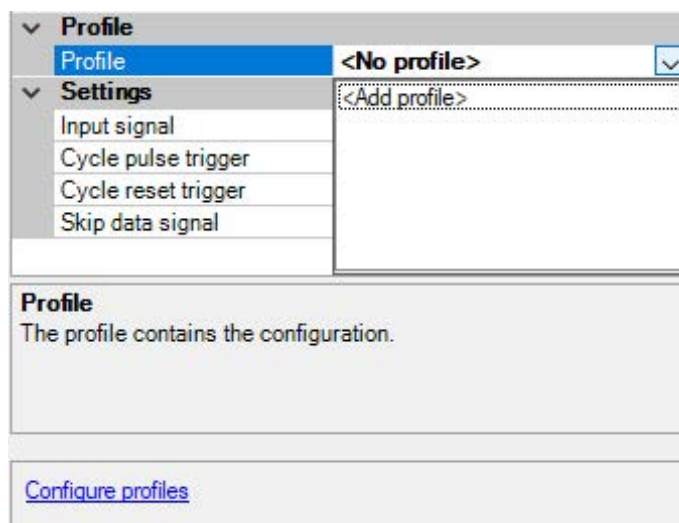 Profile
Profile <No profile>
Settings
<Add profile>
Input signal
Cycle pulse trigger
Cycle reset trigger
Skip data signal
Profile
The profile contains the configuration.
Configure profiles